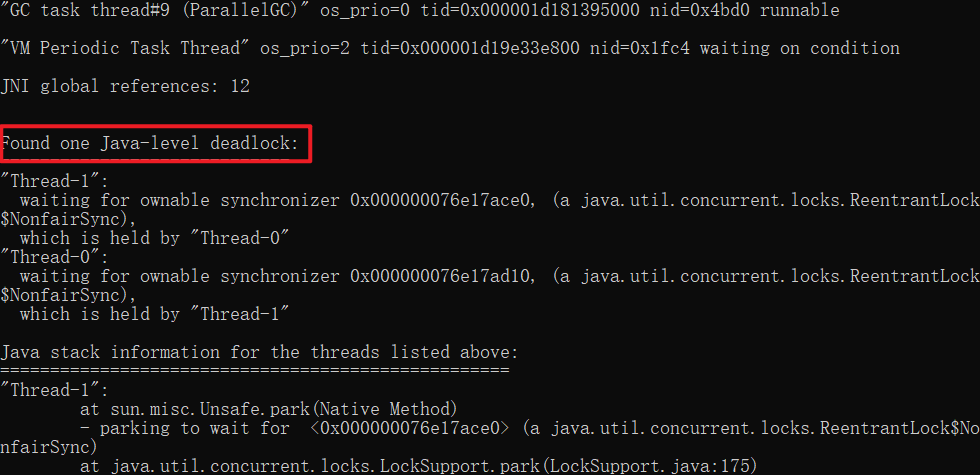 "GC task thread#9 (ParallelGC)" os_prio=0 tid=0x000001d181395000 nid=0x4bd0 runnable
"VM Periodic Task Thread" os_prio=2 tid=0x000001d19e33e800 nid=0x1fc4 waiting on condition
JNI global references: 12
Found one Java-level deadlock:
=============================
"Thread-1":
  waiting for ownable synchronizer 0x000000076e17ace0, (a java.util.concurrent.locks.ReentrantLock
$NonfairSync),
  which is held by "Thread-0"
"Thread-0":
  waiting for ownable synchronizer 0x000000076e17ad10, (a java.util.concurrent.locks.ReentrantLock
$NonfairSync),
  which is held by "Thread-1"
Java stack information for the threads listed above:
===================================================
"Thread-1":
        at sun.misc.Unsafe.park(Native Method)
        - parking to wait for  <0x000000076e17ace0> (a java.util.concurrent.locks.ReentrantLock$No
nfairSync)
        at java.util.concurrent.locks.LockSupport.park(LockSupport.java:175)